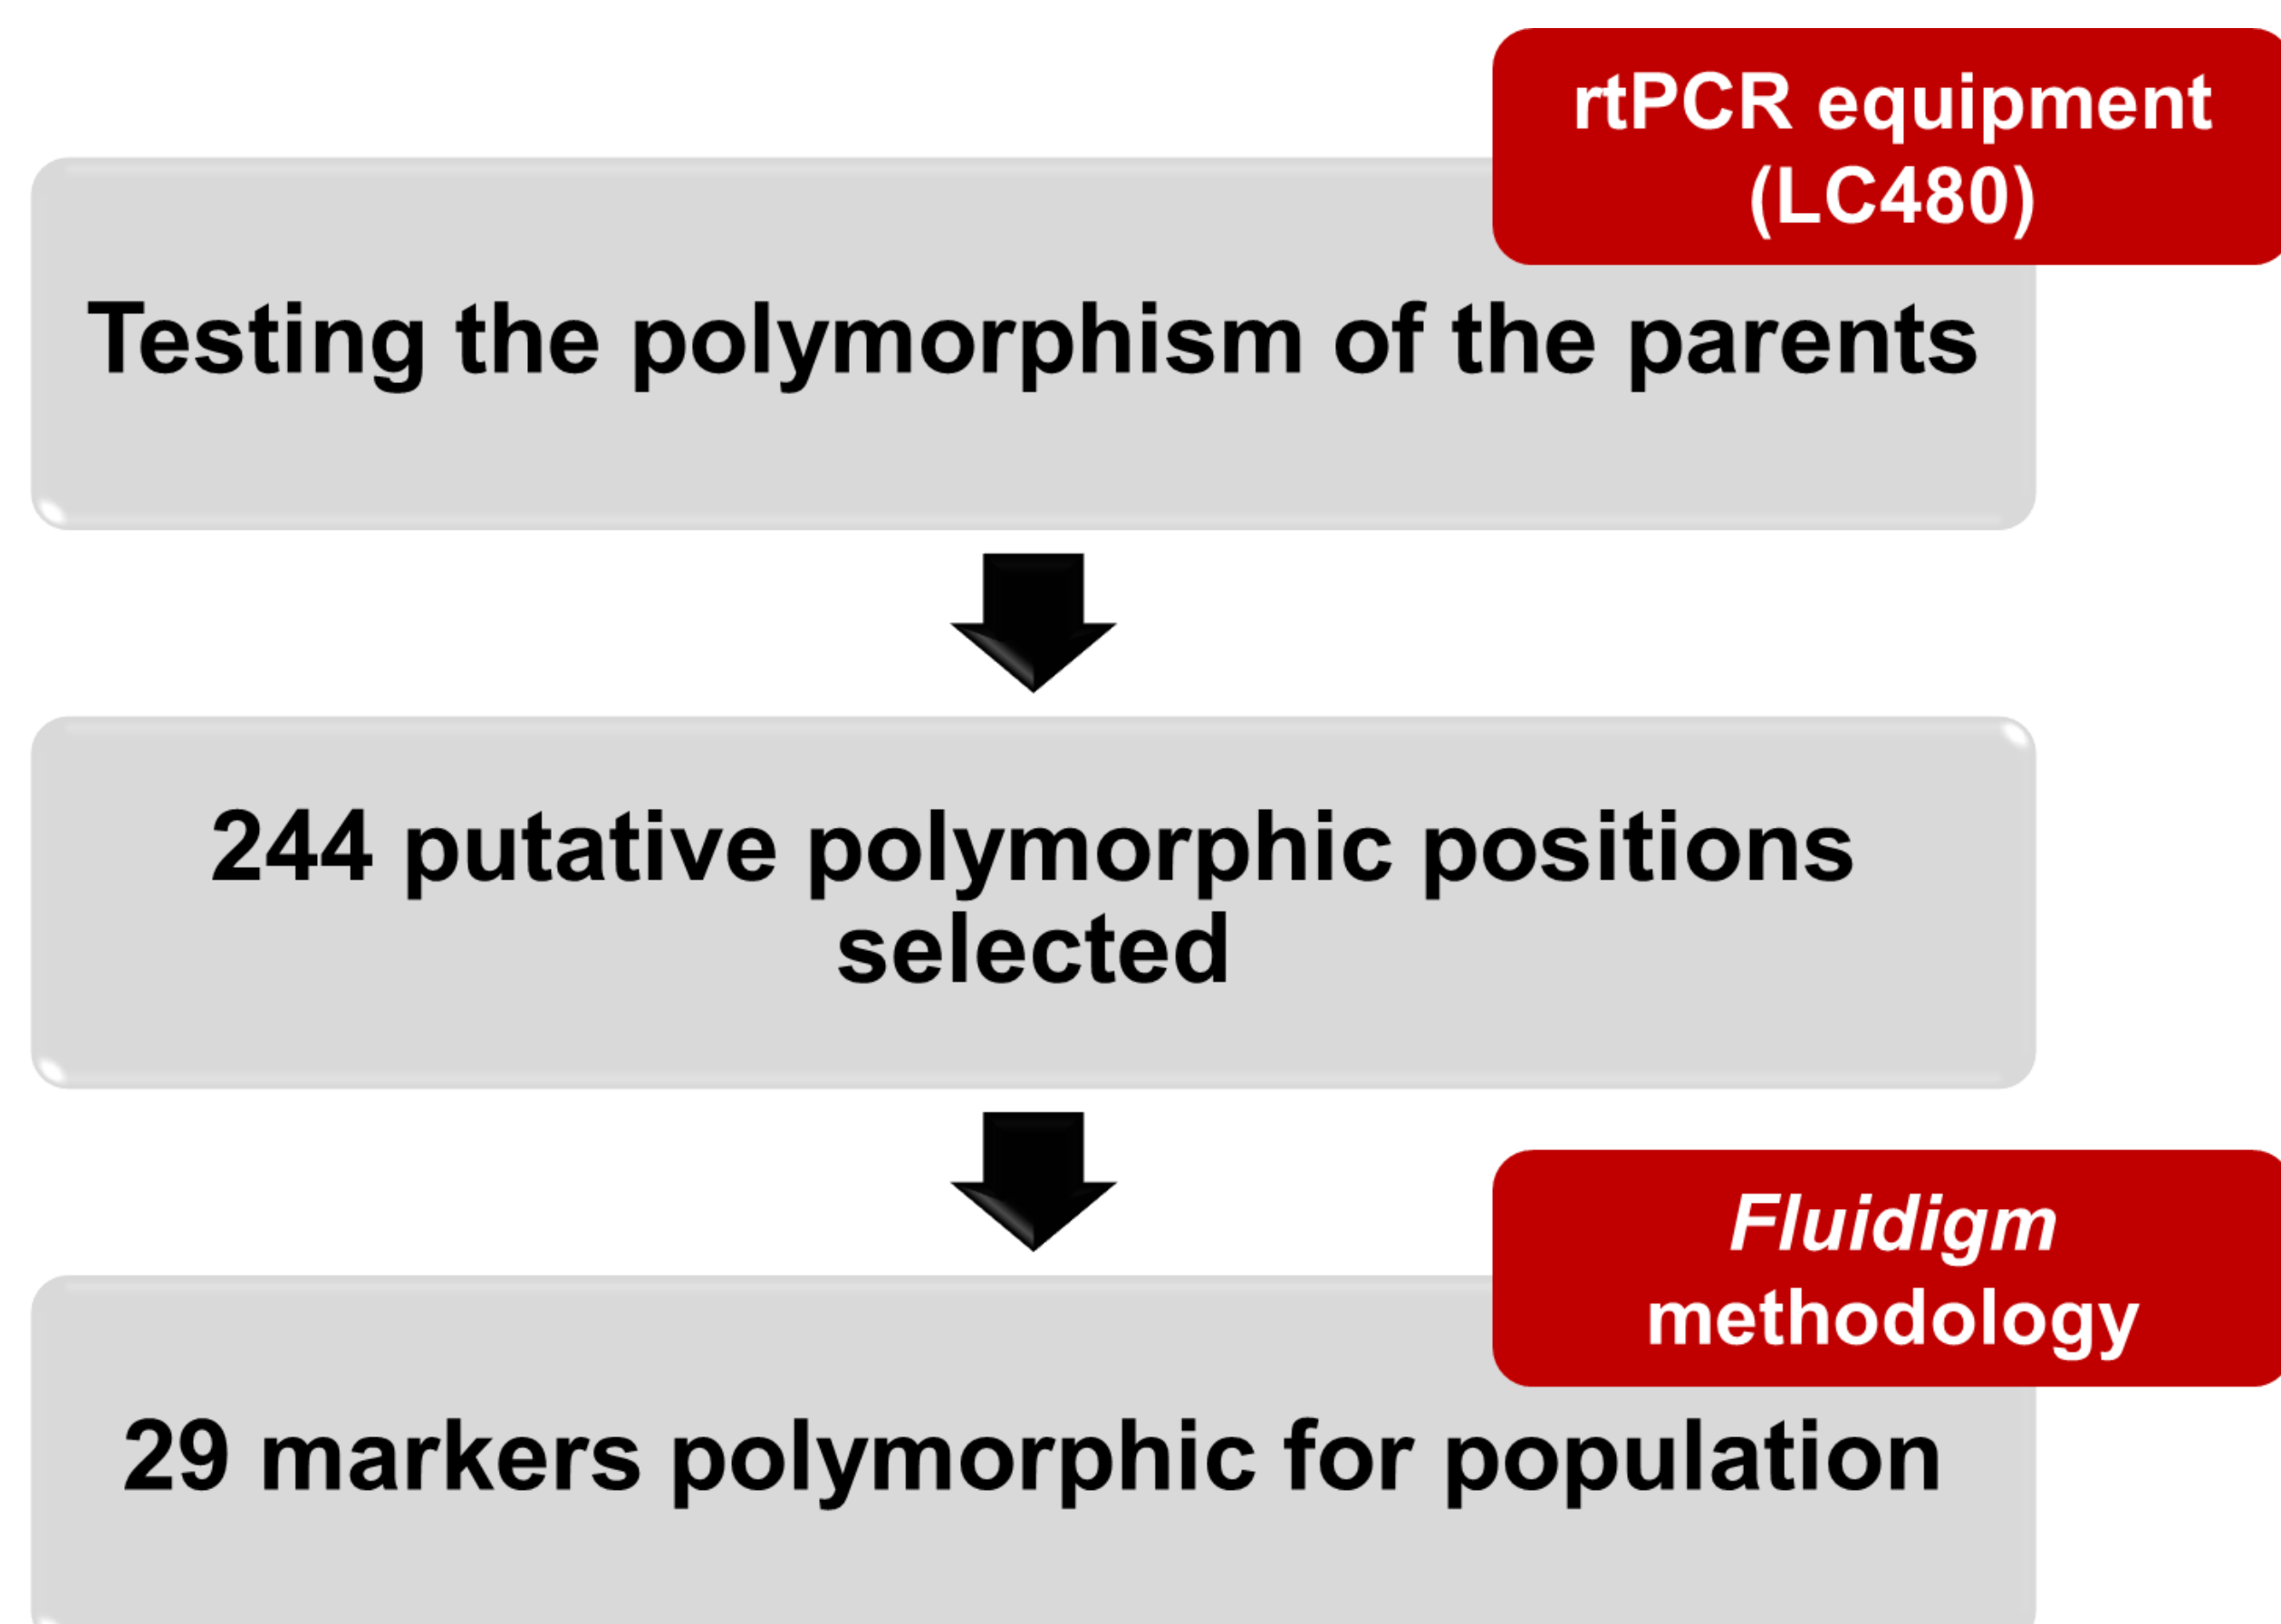 rtPCR equipment
(LC480)
Testing the polymorphism of the parents
244 putative polymorphic positions
selected
Fluidigm
methodology
29 markers polymorphic for population